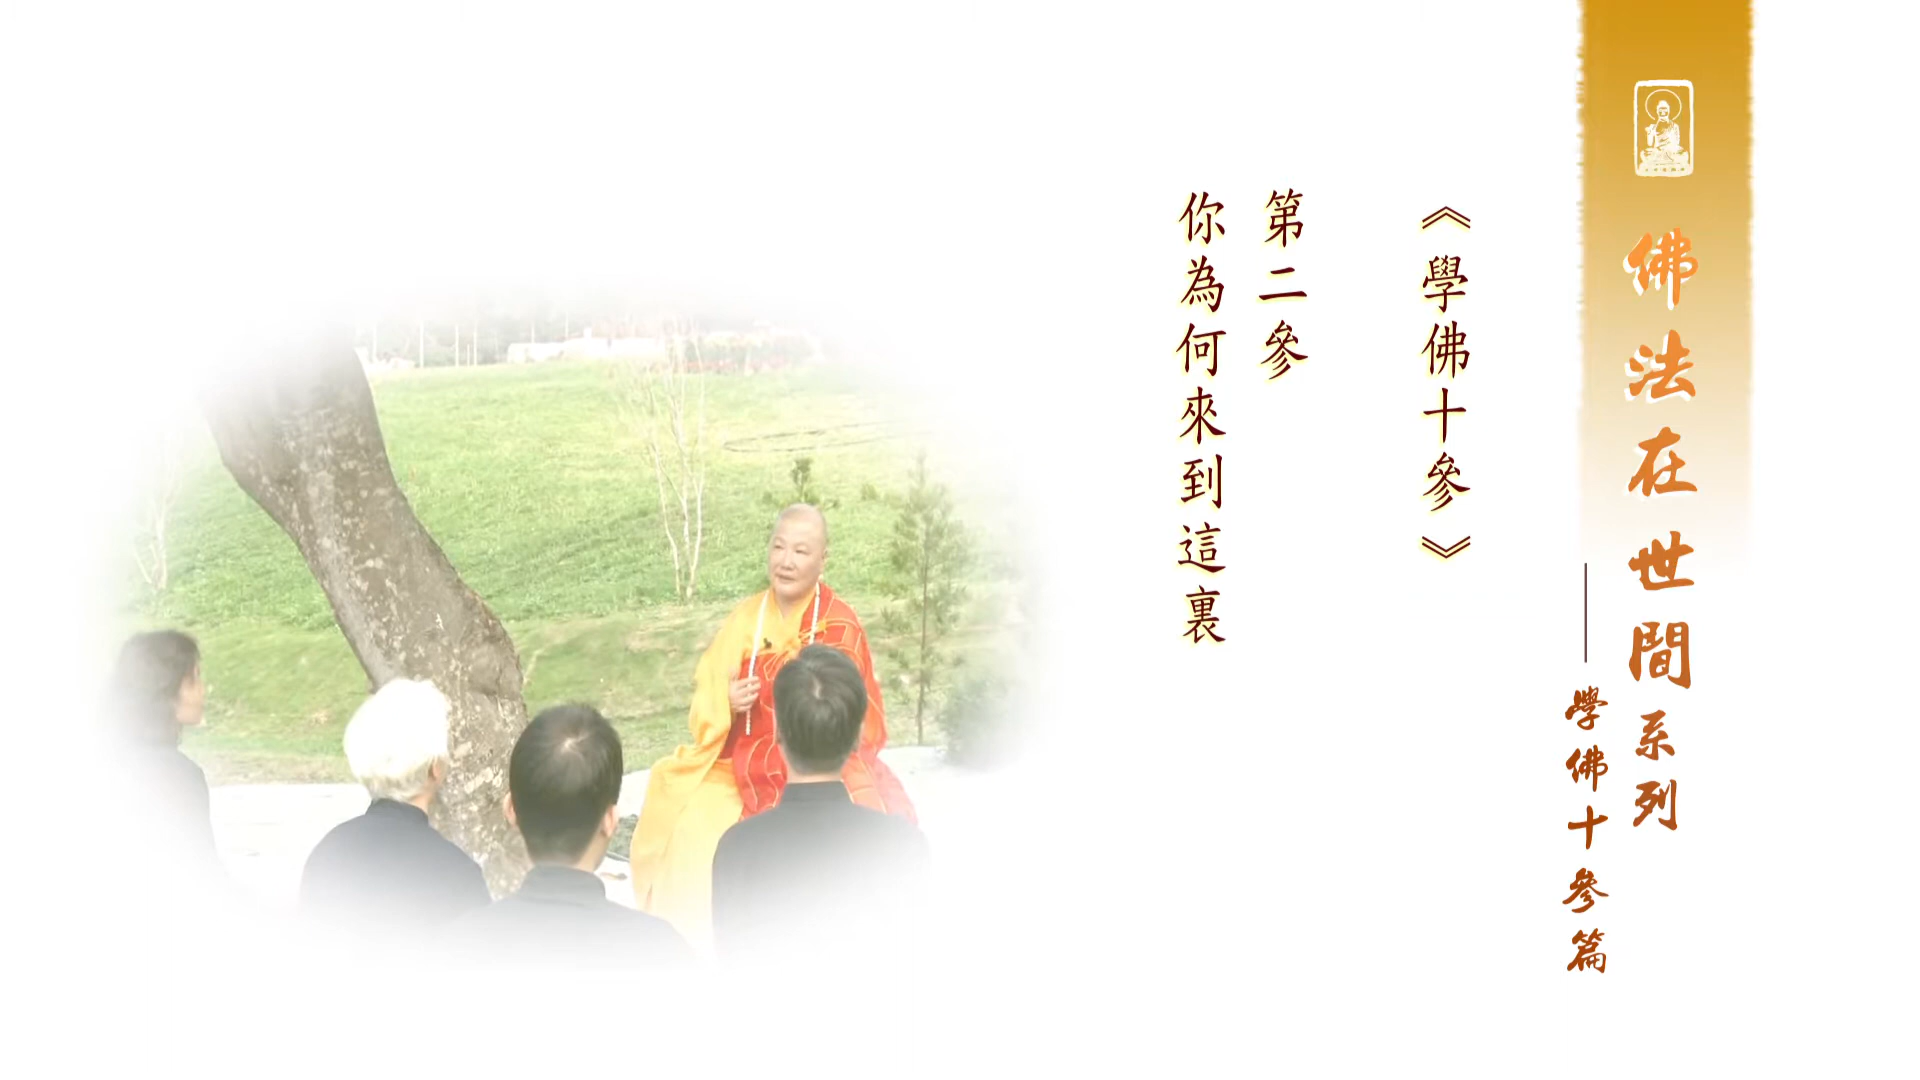 佛法在世間系列
——學佛十參篇
《學佛十參》
第二參
你為何來到這裏